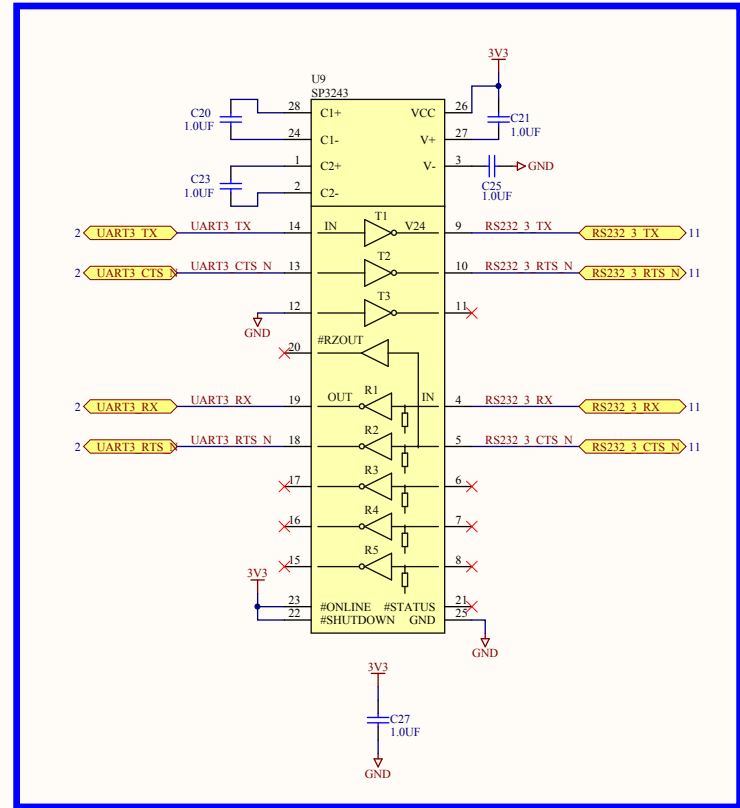 3V3
U9
SP3243
C20
1.0UF
28 C1+ VCC 26
C21
1.0UF
24 C1- V+ 27
1 C2+ V- 3
GND
C23
1.0UF
C25
1.0UF
2 C2-
T1
2 UART3_TX UART3_TX 14 IN V24 9 RS232_3_TX RS232_3_TX 11
T2
2 UART3_CTS_N UART3_CTS_N 13 10 RS232_3_RTS_N RS232_3_RTS_N 11
T3
12 11
GND
#RZOUT
20
R1
2 UART3_RX UART3_RX 19 OUT IN 4 RS232_3_RX RS232_3_RX 11
R2
2 UART3_RTS_N UART3_RTS_N 18 5 RS232_3_CTS_N RS232_3_CTS_N 11
R3
17 6
R4
16 7
R5
15 8
3V3
23 #ONLINE #STATUS 21
22 #SHUTDOWN GND 25
GND
3V3
C27
1.0UF
GND